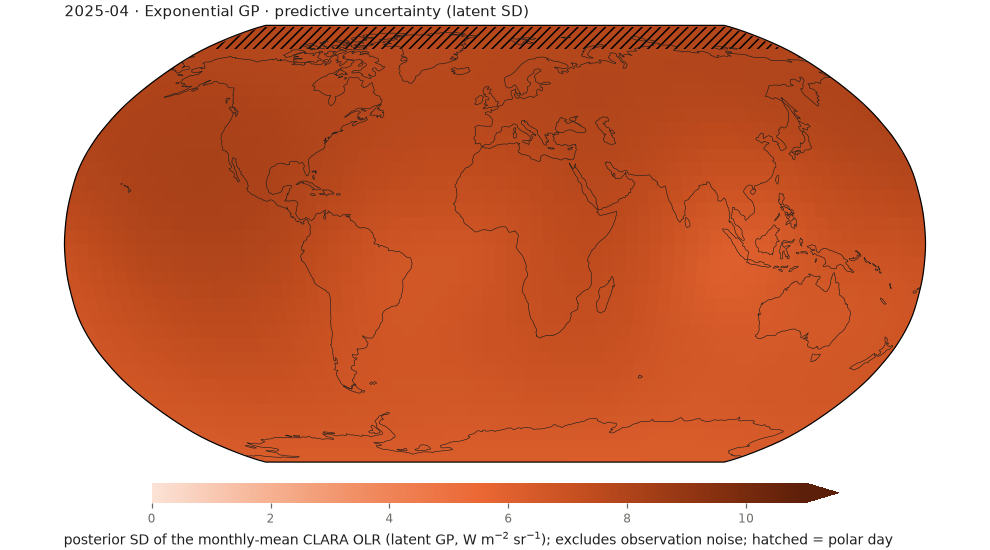 2025-04 · Exponential GP · predictive uncertainty (latent SD)
0 2 4 6 8 10
posterior SD of the monthly-mean CLARA OLR (latent GP, W m⁻² sr⁻¹); excludes observation noise; hatched = polar day